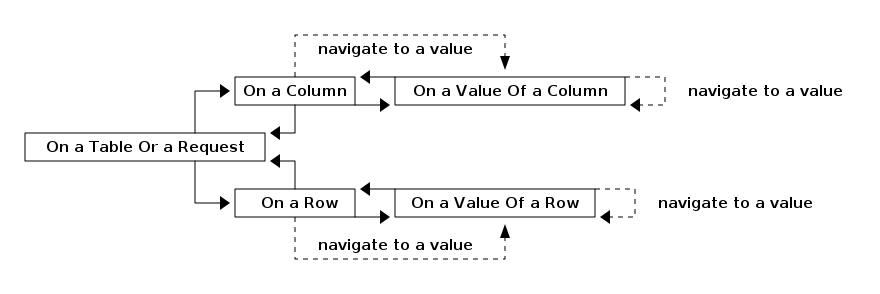 navigate to a value
On a Column
On a Value Of a Column
navigate to a value
On a Table Or a Request
On a Row
On a Value Of a Row
navigate to a value
navigate to a value